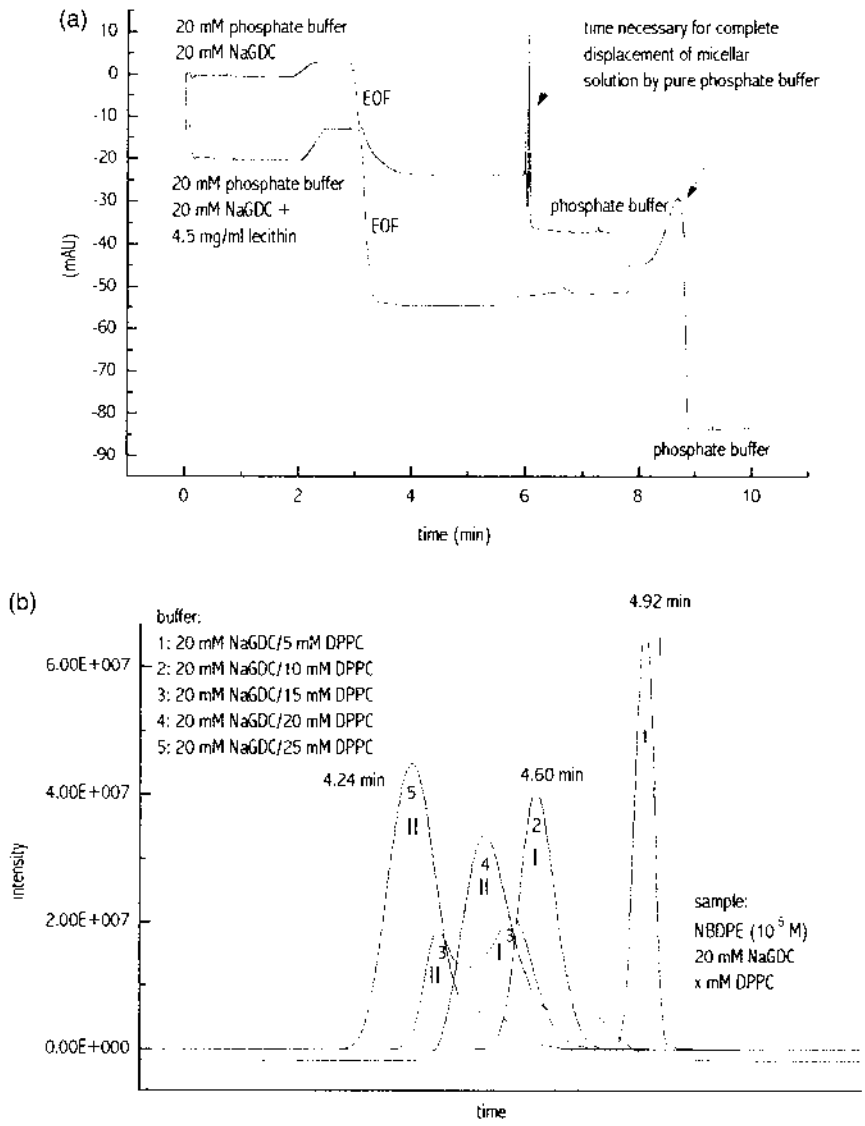 (a)
20 mM phosphate buffer
20 mM NaGDC
time necessary for complete
displacement of micellar
solution by pure phosphate buffer
EOF
20 mM phosphate buffer
20 mM NaGDC +
4.5 mg/ml lecithin
EOF
phosphate buffer
phosphate buffer
(mAU)
10
0
-10
-20
-30
-40
-50
-60
-70
-80
-90
0
2
4
6
8
10
time (min)
(b)
buffer:
1: 20 mM NaGDC/5 mM DPPC
2: 20 mM NaGDC/10 mM DPPC
3: 20 mM NaGDC/15 mM DPPC
4: 20 mM NaGDC/20 mM DPPC
5: 20 mM NaGDC/25 mM DPPC
4.92 min
4.24 min
4.60 min
5
II
4
II
2
I
3
II
3
I
I
sample:
NBDPE (10⁻⁵ M)
20 mM NaGDC
x mM DPPC
intensity
6.00E+007
4.00E+007
2.00E+007
0.00E+000
time